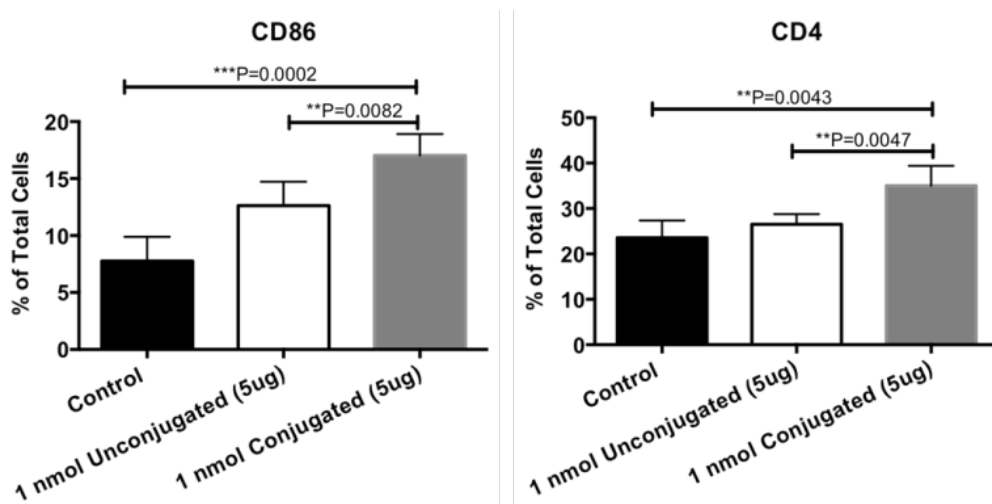 CD86
***P=0.0002
**P=0.0082
% of Total Cells
20
15
10
5
0
Control
1 nmol Unconjugated (5ug)
1 nmol Conjugated (5ug)
CD4
**P=0.0043
**P=0.0047
% of Total Cells
50
40
30
20
10
0
Control
1 nmol Unconjugated (5ug)
1 nmol Conjugated (5ug)